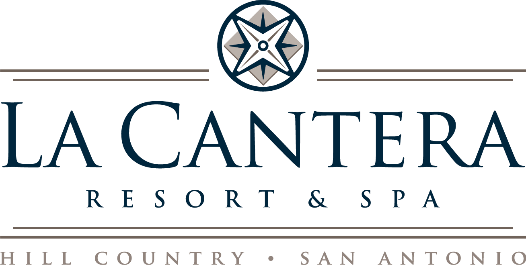 LA CANTERA
RESORT & SPA
HILL COUNTRY • SAN ANTONIO